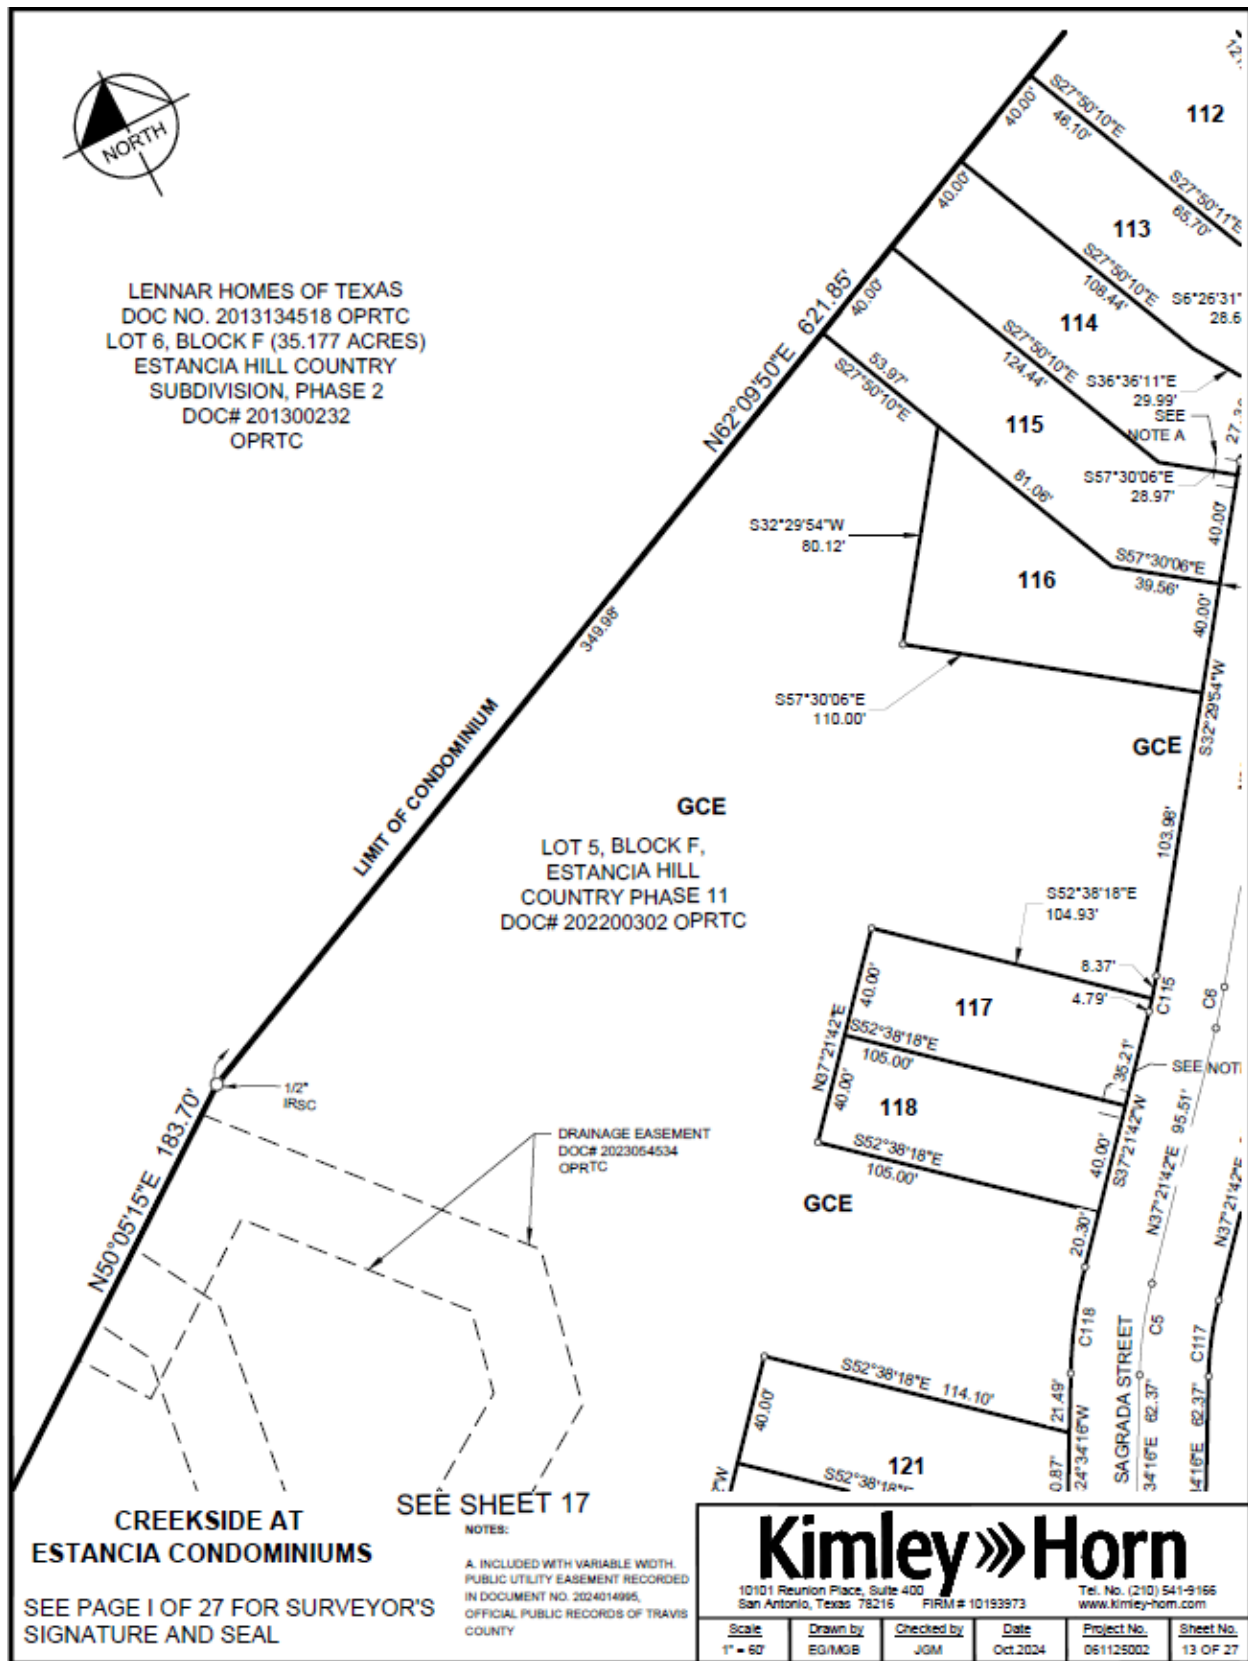 NORTH
LENNAR HOMES OF TEXAS
DOC NO. 2013134518 OPRTC
LOT 6, BLOCK F (35.177 ACRES)
ESTANCIA HILL COUNTRY
SUBDIVISION, PHASE 2
DOC# 201300232
OPRTC
40.00'
S27°50'10"E
46.10'
112
S27°50'11"E
65.70'
40.00'
113
S27°50'10"E
108.44'
S6°26'31"
28.6
N62°09'50"E 621.85'
40.00'
114
S27°50'10"E
124.44'
S36°36'11"E
29.99'
SEE
NOTE A
53.97'
S27°50'10"E
115
81.06'
S57°30'06"E
28.97'
40.00'
S32°29'54"W
80.12'
116
S57°30'06"E
39.56'
40.00'
349.98'
S57°30'06"E
110.00'
S32°29'54"W
GCE
LIMIT OF CONDOMINIUM
GCE
LOT 5, BLOCK F,
ESTANCIA HILL
COUNTRY PHASE 11
DOC# 202200302 OPRTC
103.98'
S52°38'18"E
104.93'
8.37'
4.79'
C115
C6
40.00'
117
N37°21'42"E
S52°38'18"E
105.00'
35.21'
SEE NOT
40.00'
118
S52°38'18"E
105.00'
40.00'
S37°21'42"W
N37°21'42"E 95.51'
N37°21'42"E
1/2"
IRSC
N50°05'15"E 183.70'
DRAINAGE EASEMENT
DOC# 2023054534
OPRTC
GCE
20.30'
C118
C5
C117
SAGRADA STREET
S52°38'18"E 114.10'
40.00'
21.49'
24°34'16"W
0.87'
34'16"E 62.37'
4'16"E 62.37'
121
S52°38'18"E
"W
SEE SHEET 17
CREEKSIDE AT
ESTANCIA CONDOMINIUMS
SEE PAGE I OF 27 FOR SURVEYOR'S
SIGNATURE AND SEAL
NOTES:
A. INCLUDED WITH VARIABLE WIDTH.
PUBLIC UTILITY EASEMENT RECORDED
IN DOCUMENT NO. 2024014995,
OFFICIAL PUBLIC RECORDS OF TRAVIS
COUNTY
Kimley»Horn
10101 Reunion Place, Suite 400
San Antonio, Texas 78216 FIRM # 10193973
Tel. No. (210) 541-9166
www.kimley-horn.com
Scale Drawn by Checked by Date Project No. Sheet No.
1" = 60' EG/MGB JGM Oct.2024 061125002 13 OF 27